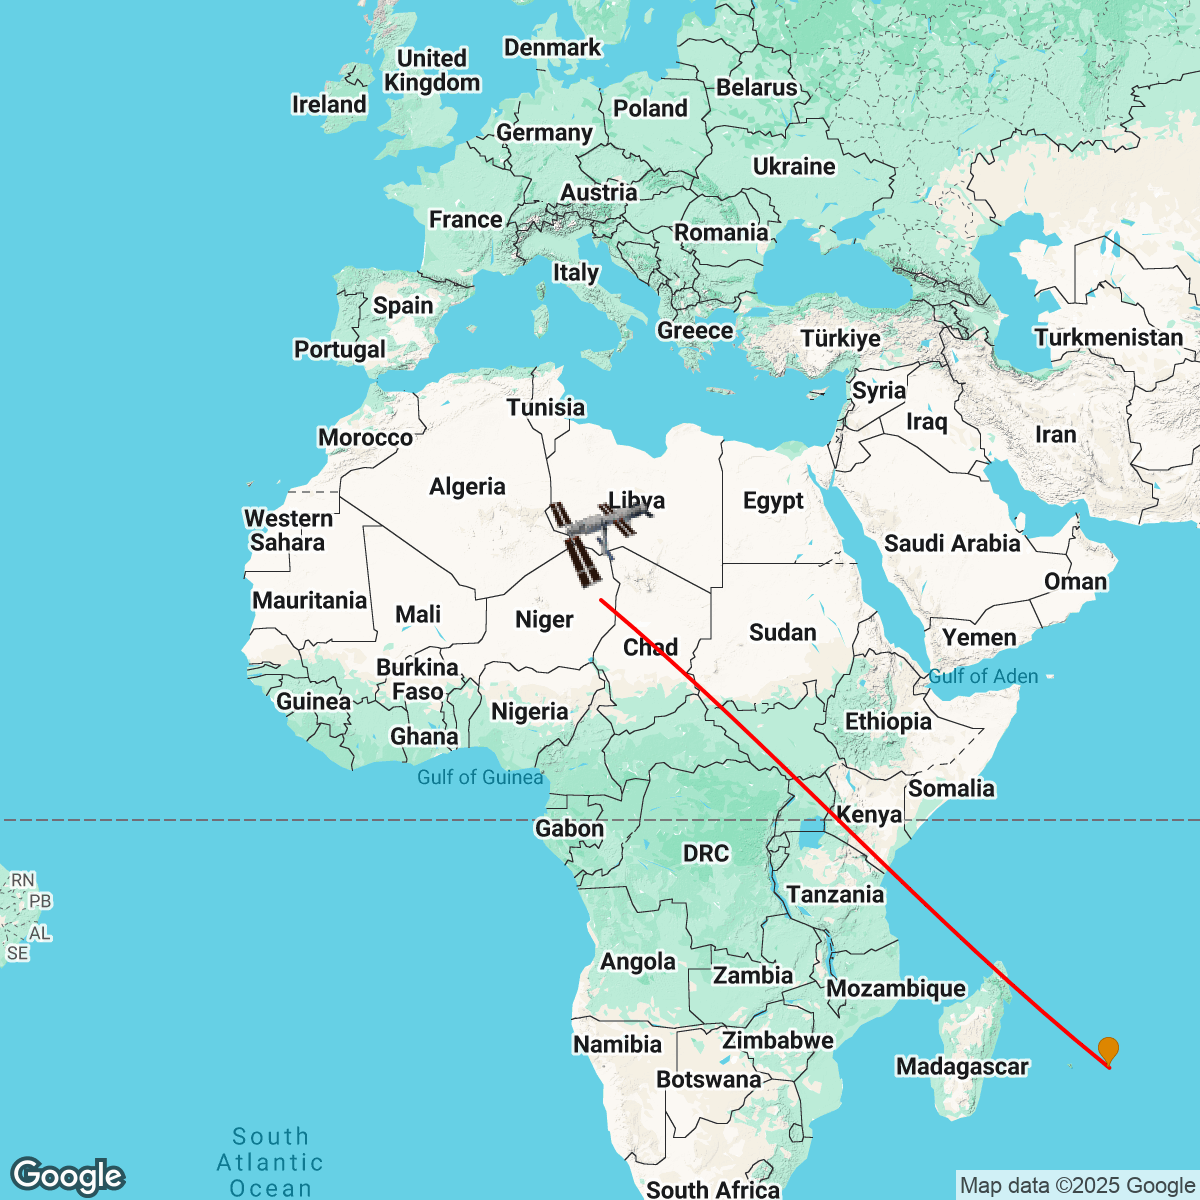 Denmark
United
Kingdom
Belarus
Ireland
Poland
Germany
Ukraine
Austria
France
Romania
Italy
Spain
Greece
Türkiye
Turkmenistan
Portugal
Syria
Tunisia
Iraq
Morocco
Iran
Algeria
Libya
Egypt
Western
Sahara
Saudi Arabia
Oman
Mauritania
Mali
Niger
Sudan
Yemen
Chad
Burkina
Faso
Gulf of Aden
Guinea
Nigeria
Ethiopia
Ghana
Gulf of Guinea
Somalia
Kenya
Gabon
DRC
RN
Tanzania
PB
AL
SE
Angola
Zambia
Mozambique
Namibia
Zimbabwe
Madagascar
Botswana
South
Atlantic
Ocean
South Africa
Google
Map data ©2025 Google